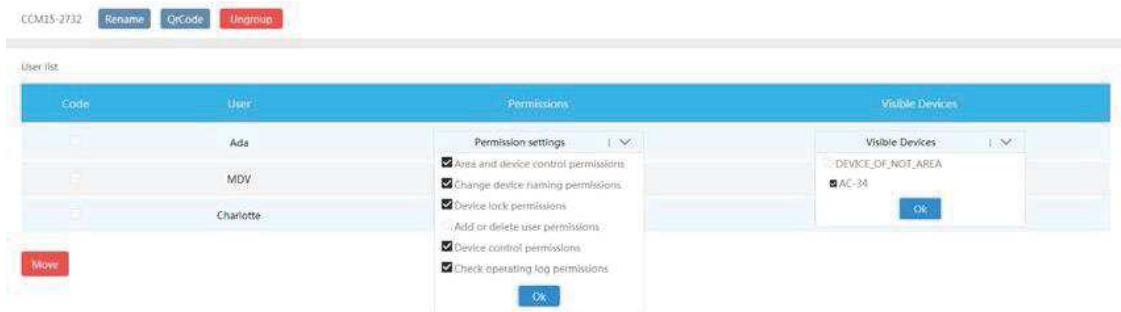 CCM15-2732 Rename QrCode Ungroup
User list
Code User Permissions Visible Devices
Ada Permission settings Visible Devices
Area and device control permissions DEVICE_OF_NOT_AREA
MDV Change device naming permissions AC-34
Device lock permissions Ok
Charlotte Add or delete user permissions
Device control permissions
Move Check operating log permissions
Ok